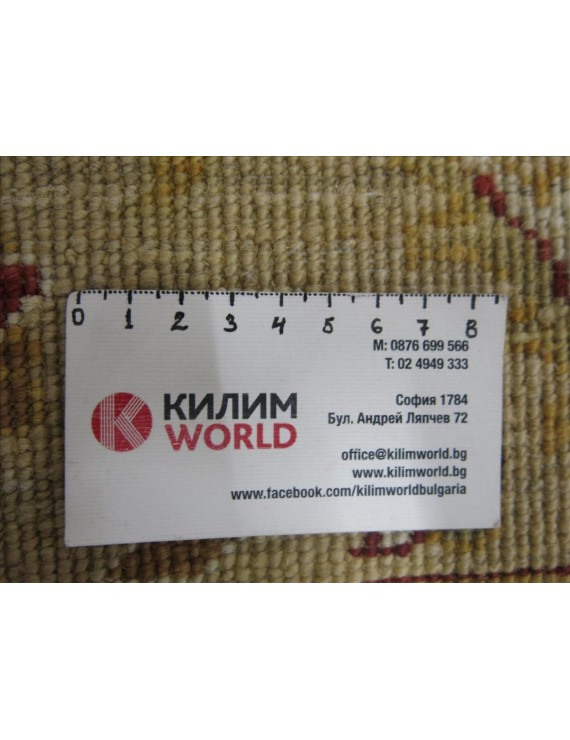 0 1 2 3 4 5 6 7 8
M: 0876 699 566
T: 02 4949 333
КИЛИМ
WORLD
София 1784
Бул. Андрей Ляпчев 72
office@kilimworld.bg
www.kilimworld.bg
www.facebook.com/kilimworldbulgaria